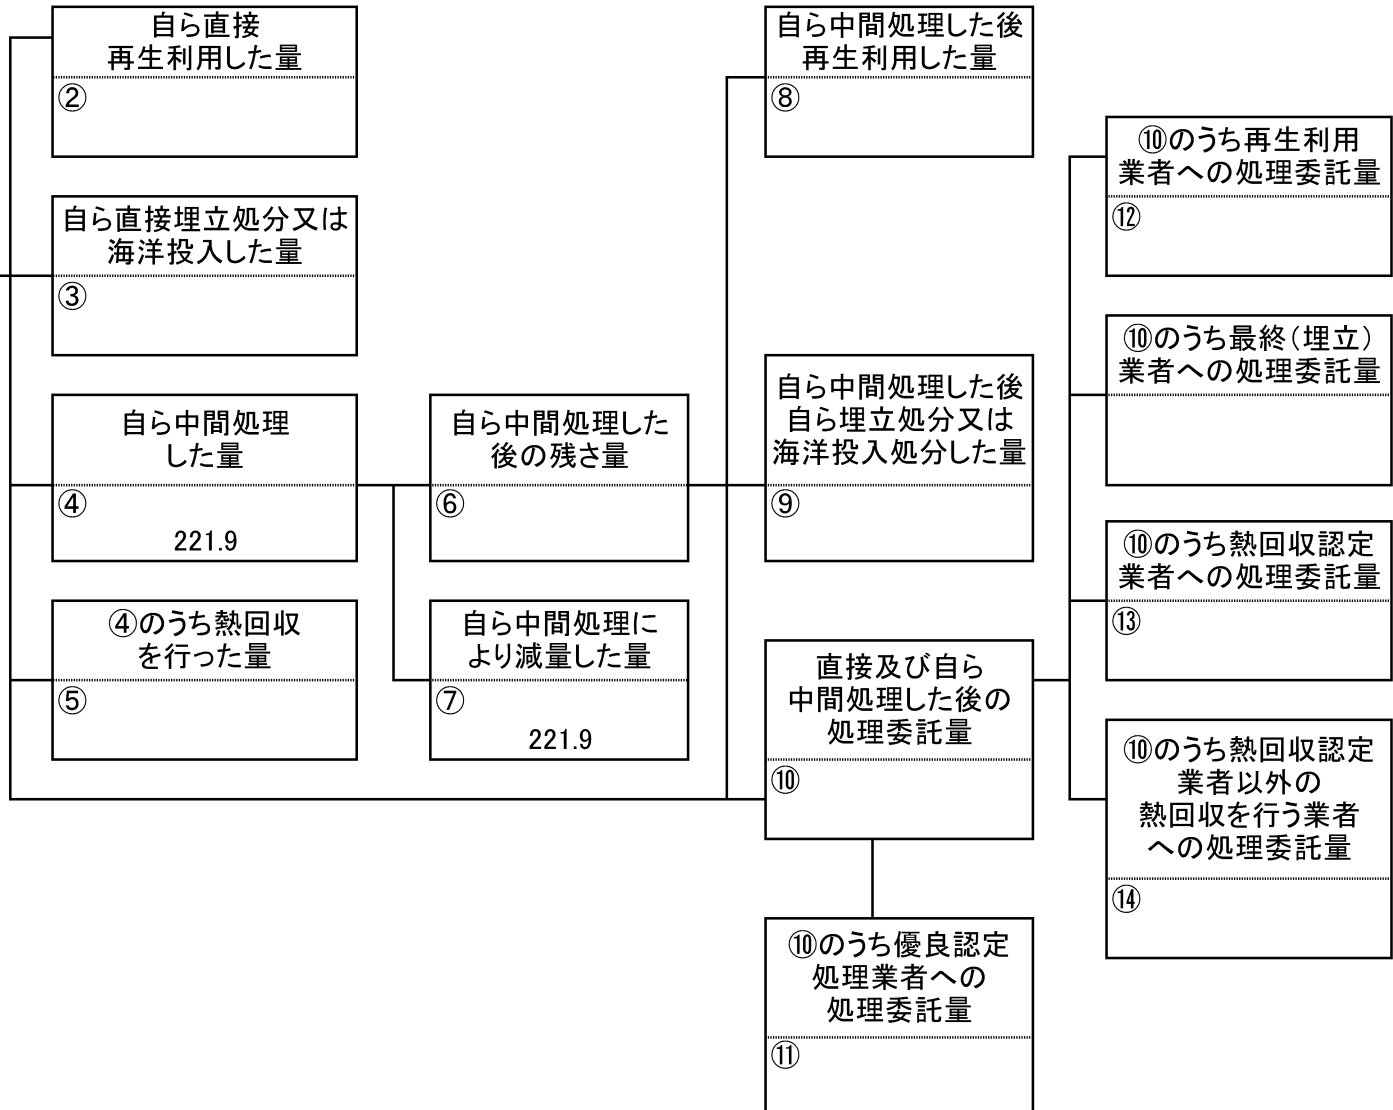 自ら直接
再生利用した量
②
自ら直接埋立処分又は
海洋投入した量
③
自ら中間処理
した量
④
221.9
④のうち熱回収
を行った量
⑤
自ら中間処理した
後の残さ量
⑥
自ら中間処理に
より減量した量
⑦
221.9
自ら中間処理した後
再生利用した量
⑧
自ら中間処理した後
自ら埋立処分又は
海洋投入処分した量
⑨
直接及び自ら
中間処理した後の
処理委託量
⑩
⑩のうち優良認定
処理業者への
処理委託量
⑪
⑩のうち再生利用
業者への処理委託量
⑫
⑩のうち最終（埋立）
業者への処理委託量
⑩のうち熱回収認定
業者への処理委託量
⑬
⑩のうち熱回収認定
業者以外の
熱回収を行う業者
への処理委託量
⑭